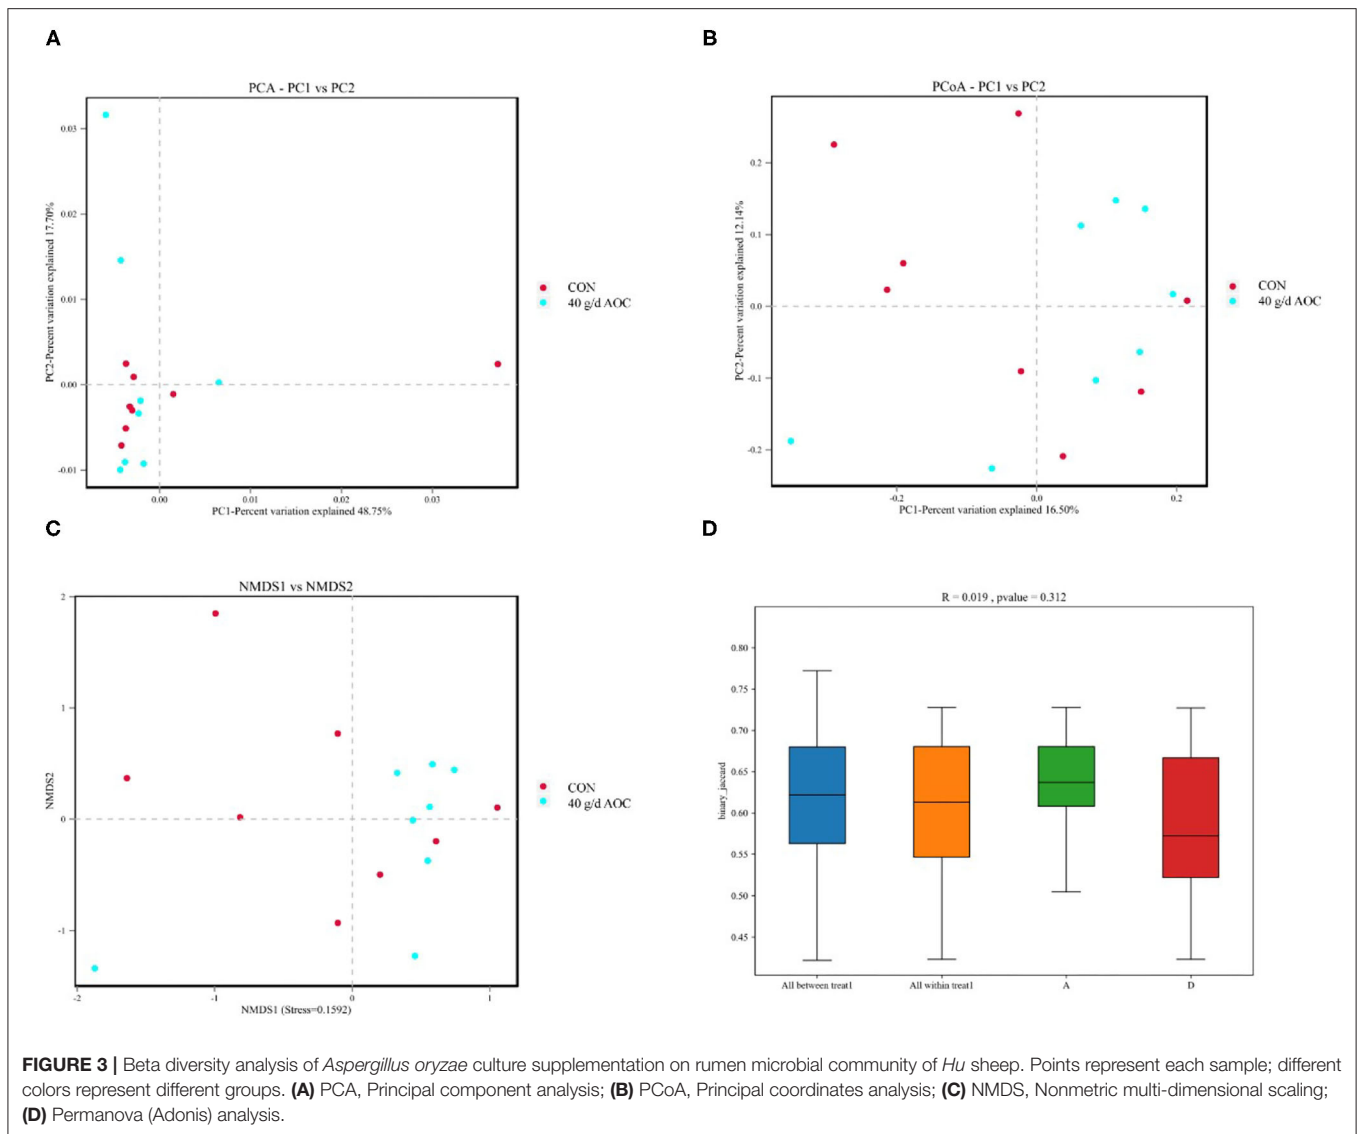 A
PCA - PC1 vs PC2
PC2-Percent variation explained 17.70%
0.03
0.02
0.01
0.00
-0.01
0.00
0.01
0.02
0.03
PC1-Percent variation explained 48.75%
CON
40 g/d AOC
B
PCoA - PC1 vs PC2
PC2-Percent variation explained 12.14%
0.2
0.1
0.0
-0.1
-0.2
-0.2
0.0
0.2
PC1-Percent variation explained 16.50%
CON
40 g/d AOC
C
NMDS1 vs NMDS2
NMDS2
2
1
0
-1
-2
-1
0
1
NMDS1 (Stress=0.1592)
CON
40 g/d AOC
D
R = 0.019 , pvalue = 0.312
binary_jaccard
0.80
0.75
0.70
0.65
0.60
0.55
0.50
0.45
All between treat1
All within treat1
A
D
FIGURE 3 | Beta diversity analysis of Aspergillus oryzae culture supplementation on rumen microbial community of Hu sheep. Points represent each sample; different
colors represent different groups. (A) PCA, Principal component analysis; (B) PCoA, Principal coordinates analysis; (C) NMDS, Nonmetric multi-dimensional scaling;
(D) Permanova (Adonis) analysis.